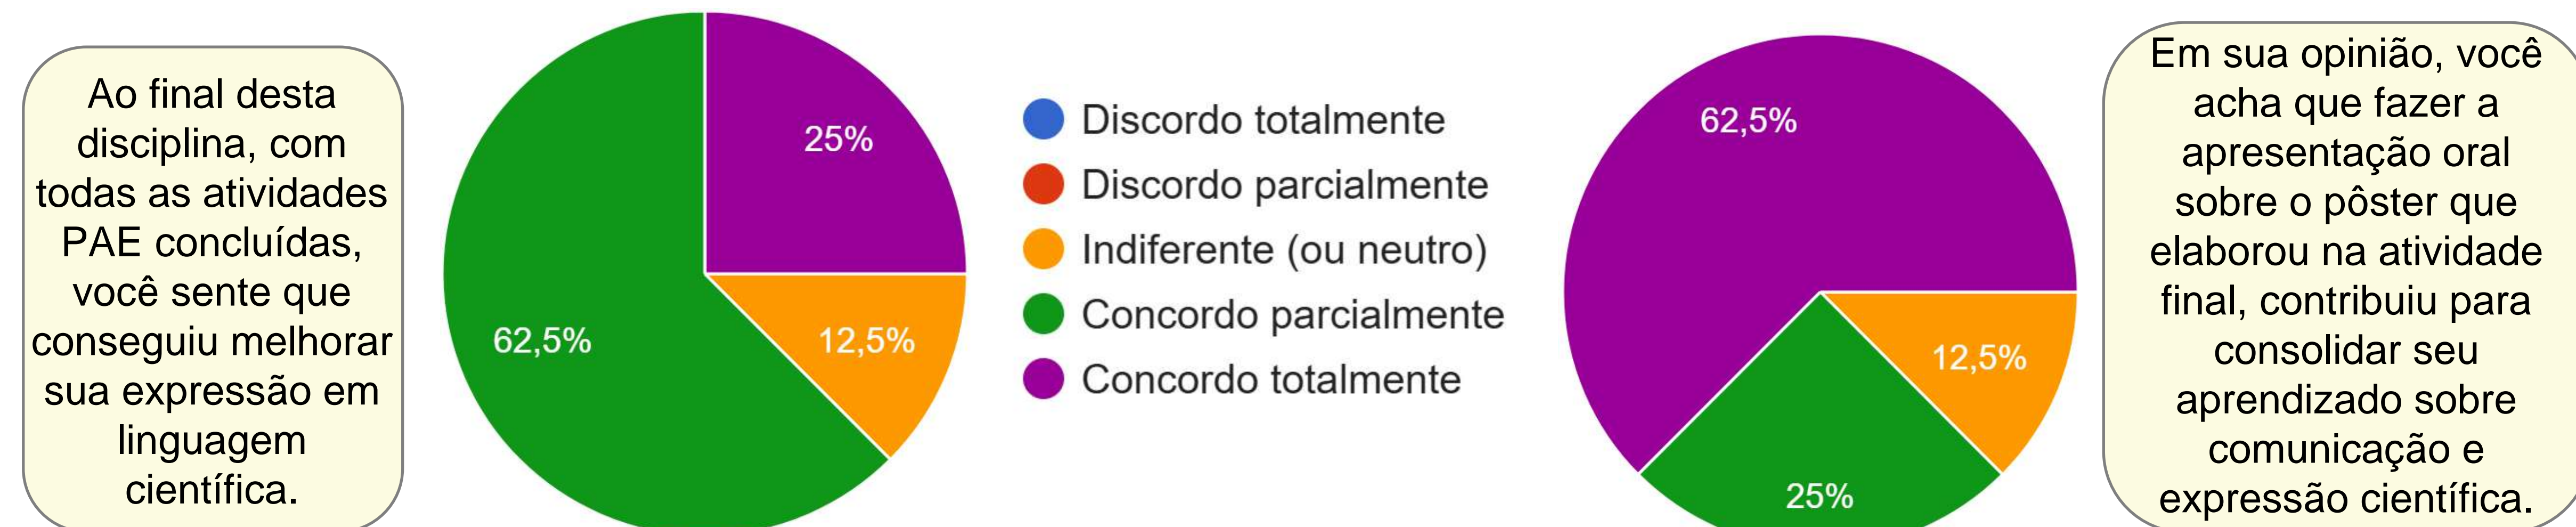 Ao final desta
disciplina, com
todas as atividades
PAE concluídas,
você sente que
conseguiu melhorar
sua expressão em
linguagem
científica.
25%
62,5%
12,5%
Discordo totalmente
Discordo parcialmente
Indiferente (ou neutro)
Concordo parcialmente
Concordo totalmente
62,5%
12,5%
25%
Em sua opinião, você
acha que fazer a
apresentação oral
sobre o pôster que
elaborou na atividade
final, contribuiu para
consolidar seu
aprendizado sobre
comunicação e
expressão científica.